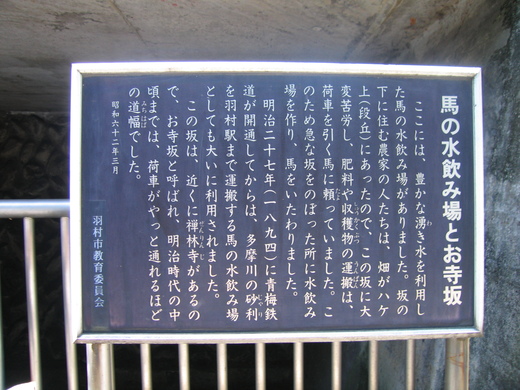 馬の水飲み場とお寺坂
ここには、豊かな湧き水を利用し
た馬の水飲み場がありました。坂の
下に住む農家の人たちは、畑がハケ
上(段丘)にあったので、この坂に大
変苦労し、肥料や収穫物の運搬は、
荷車を引く馬に頼っていました。こ
のため急な坂をのぼった所に水飲み
場を作り、馬をいたわりました。
明治二十七年(一八九四)に青梅鉄
道が開通してからは、多摩川の砂利
を羽村駅まで運搬する馬の水飲み場
としても大いに利用されました。
この坂は、近くに禅林寺があるの
で、お寺坂と呼ばれ、明治時代の中
頃までは、荷車がやっと通れるほど
の道幅でした。
昭和六十二年三月
羽村市教育委員会